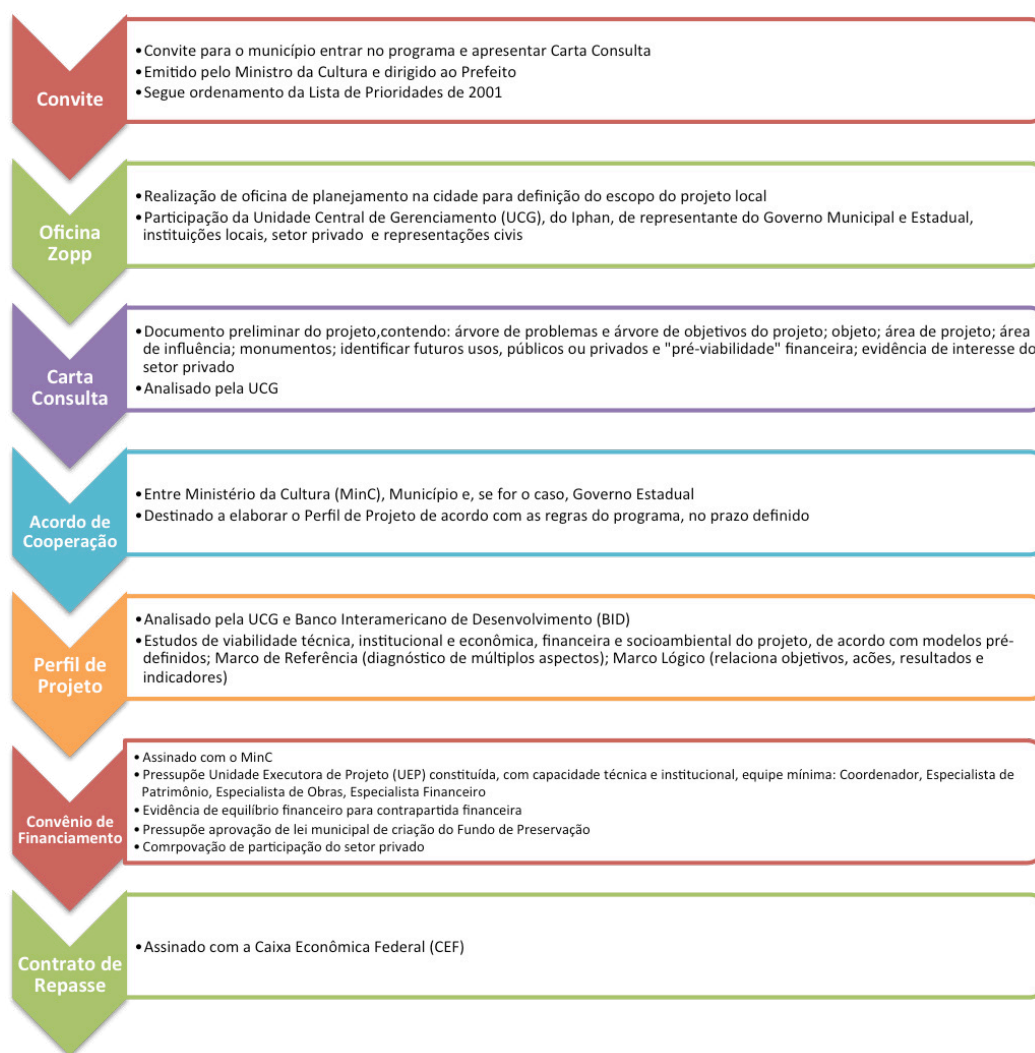 Convite
•Convite para o município entrar no programa e apresentar Carta Consulta
•Emitido pelo Ministro da Cultura e dirigido ao Prefeito
•Segue ordenamento da Lista de Prioridades de 2001
Oficina
Zopp
•Realização de oficina de planejamento na cidade para definição do escopo do projeto local
•Participação da Unidade Central de Gerenciamento (UCG), do Iphan, de representante do Governo Municipal e Estadual,
instituições locais, setor privado e representações civis
Carta
Consulta
•Documento preliminar do projeto,contendo: árvore de problemas e árvore de objetivos do projeto; objeto; área de projeto; área
de influência; monumentos; identificar futuros usos, públicos ou privados e "pré-viabilidade" financeira; evidência de interesse do
setor privado
•Analisado pela UCG
Acordo de
Cooperação
•Entre Ministério da Cultura (MinC), Município e, se for o caso, Governo Estadual
•Destinado a elaborar o Perfil de Projeto de acordo com as regras do programa, no prazo definido
Perfil de
Projeto
•Analisado pela UCG e Banco Interamericano de Desenvolvimento (BID)
•Estudos de viabilidade técnica, institucional e econômica, financeira e socioambiental do projeto, de acordo com modelos pré-
definidos; Marco de Referência (diagnóstico de múltiplos aspectos); Marco Lógico (relaciona objetivos, acões, resultados e
indicadores)
Convênio de
Financiamento
•Assinado com o MinC
•Pressupõe Unidade Executora de Projeto (UEP) constituída, com capacidade técnica e institucional, equipe mínima: Coordenador, Especialista de
Patrimônio, Especialista de Obras, Especialista Financeiro
•Evidência de equilíbrio financeiro para contrapartida financeira
•Pressupõe aprovação de lei municipal de criação do Fundo de Preservação
•Comrpovação de participação do setor privado
Contrato de
Repasse
•Assinado com a Caixa Econômica Federal (CEF)